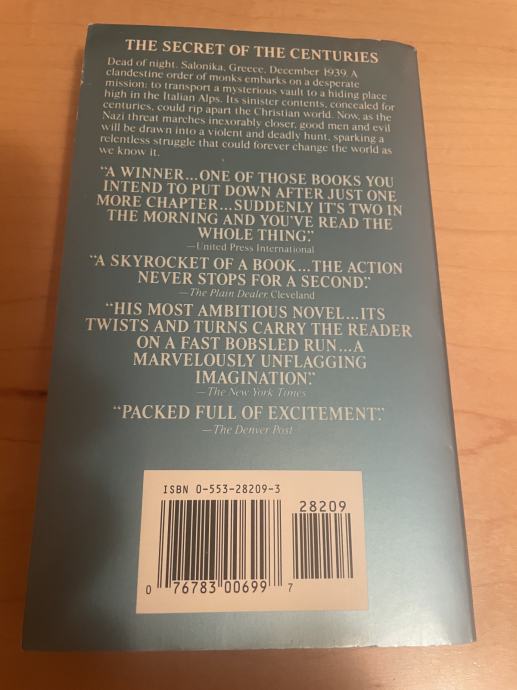 THE SECRET OF THE CENTURIES
Dead of night. Salonika, Greece, December 1939. A
clandestine order of monks embarks on a desperate
mission: to transport a mysterious vault to a hiding place
high in the Italian Alps. Its sinister contents, concealed for
centuries, could rip apart the Christian world. Now, as the
Nazi threat marches inexorably closer, good men and evil
will be drawn into a violent and deadly hunt, sparking a
relentless struggle that could forever change the world as
we know it.
“A WINNER...ONE OF THOSE BOOKS YOU
INTEND TO PUT DOWN AFTER JUST ONE
MORE CHAPTER...SUDDENLY IT’S TWO IN
THE MORNING AND YOU’VE READ THE
WHOLE THING.”
—United Press International
“A SKYROCKET OF A BOOK...THE ACTION
NEVER STOPS FOR A SECOND.”
—The Plain Dealer, Cleveland
“HIS MOST AMBITIOUS NOVEL...ITS
TWISTS AND TURNS CARRY THE READER
ON A FAST BOBSLED RUN...A
MARVELOUSLY UNFLAGGING
IMAGINATION.”
—The New York Times
“PACKED FULL OF EXCITEMENT.”
—The Denver Post
ISBN 0-553-28209-3
28209
0 76783 00699 7